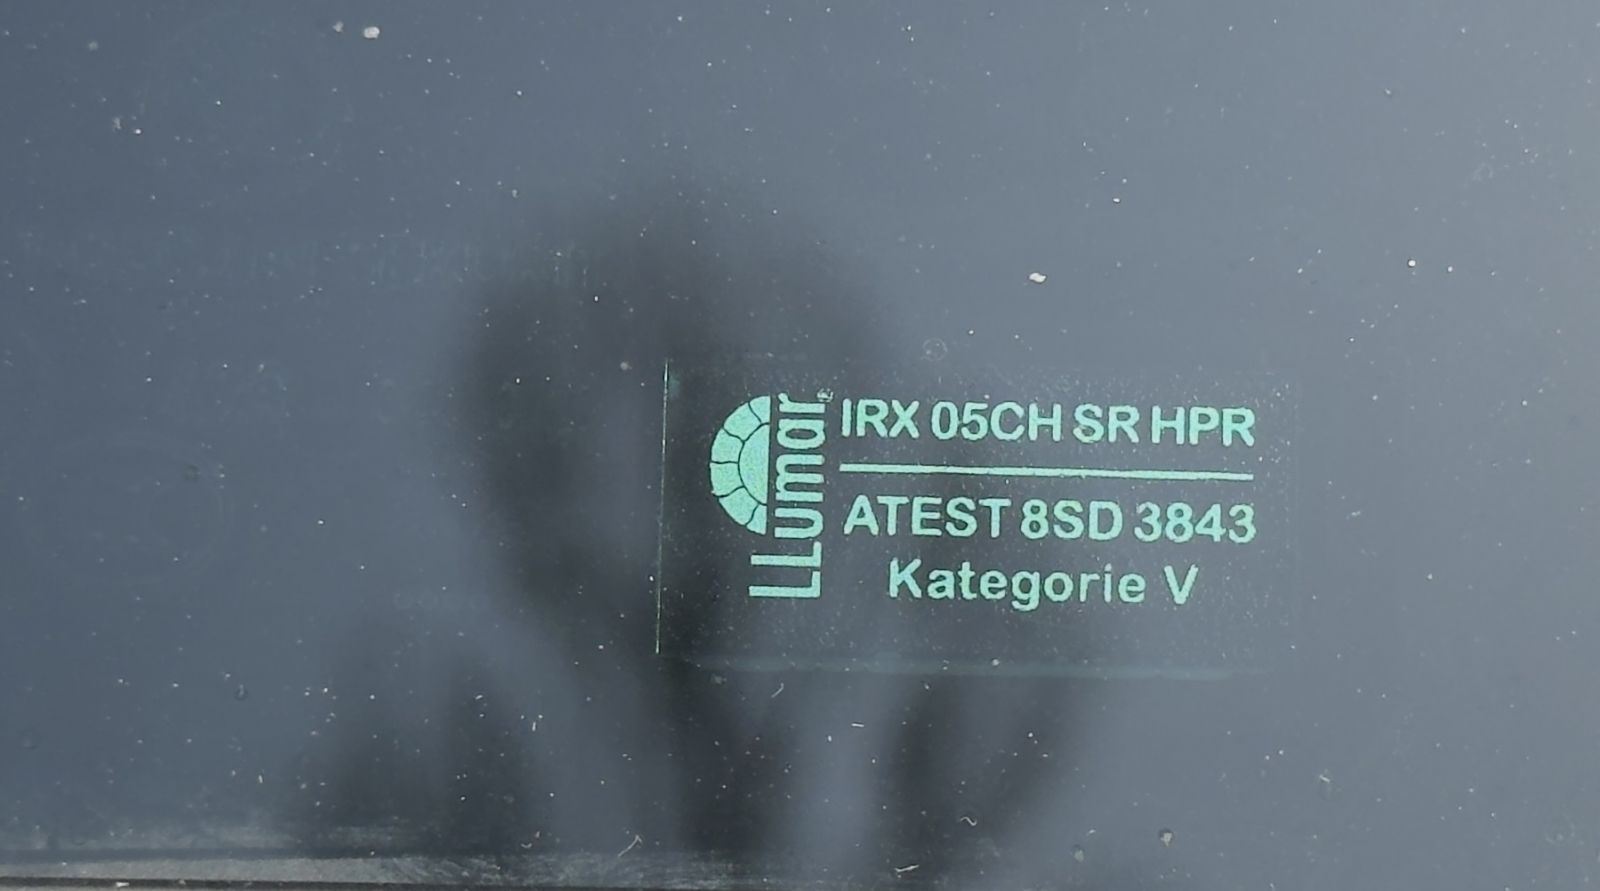 LLumar®
IRX 05CH SR HPR
ATEST 8SD 3843
Kategorie V